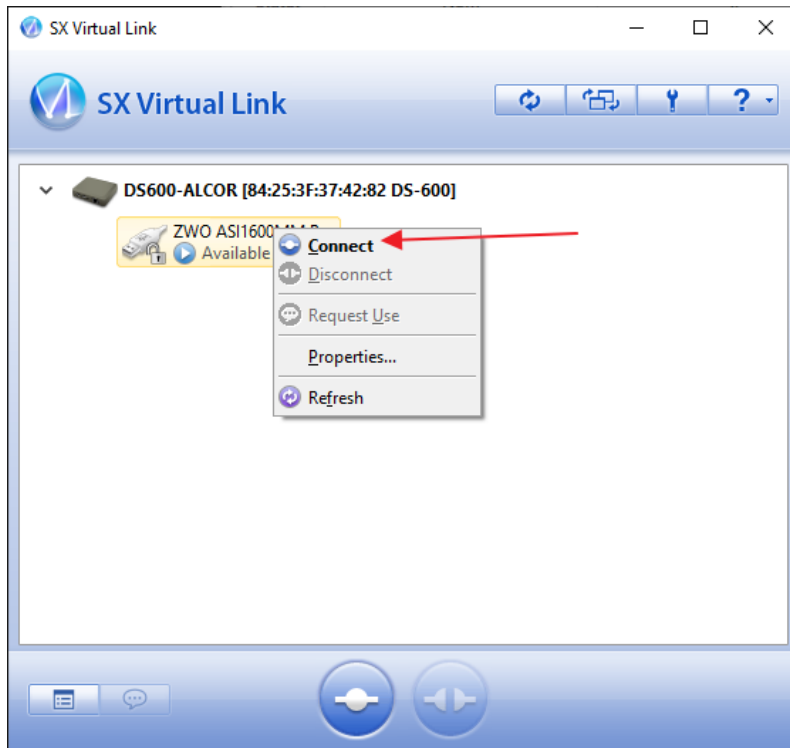 SX Virtual Link
SX Virtual Link
?
DS600-ALCOR [84:25:3F:37:42:82 DS-600]
ZWO ASI1600
Available
Connect
Disconnect
Request Use
Properties...
Refresh